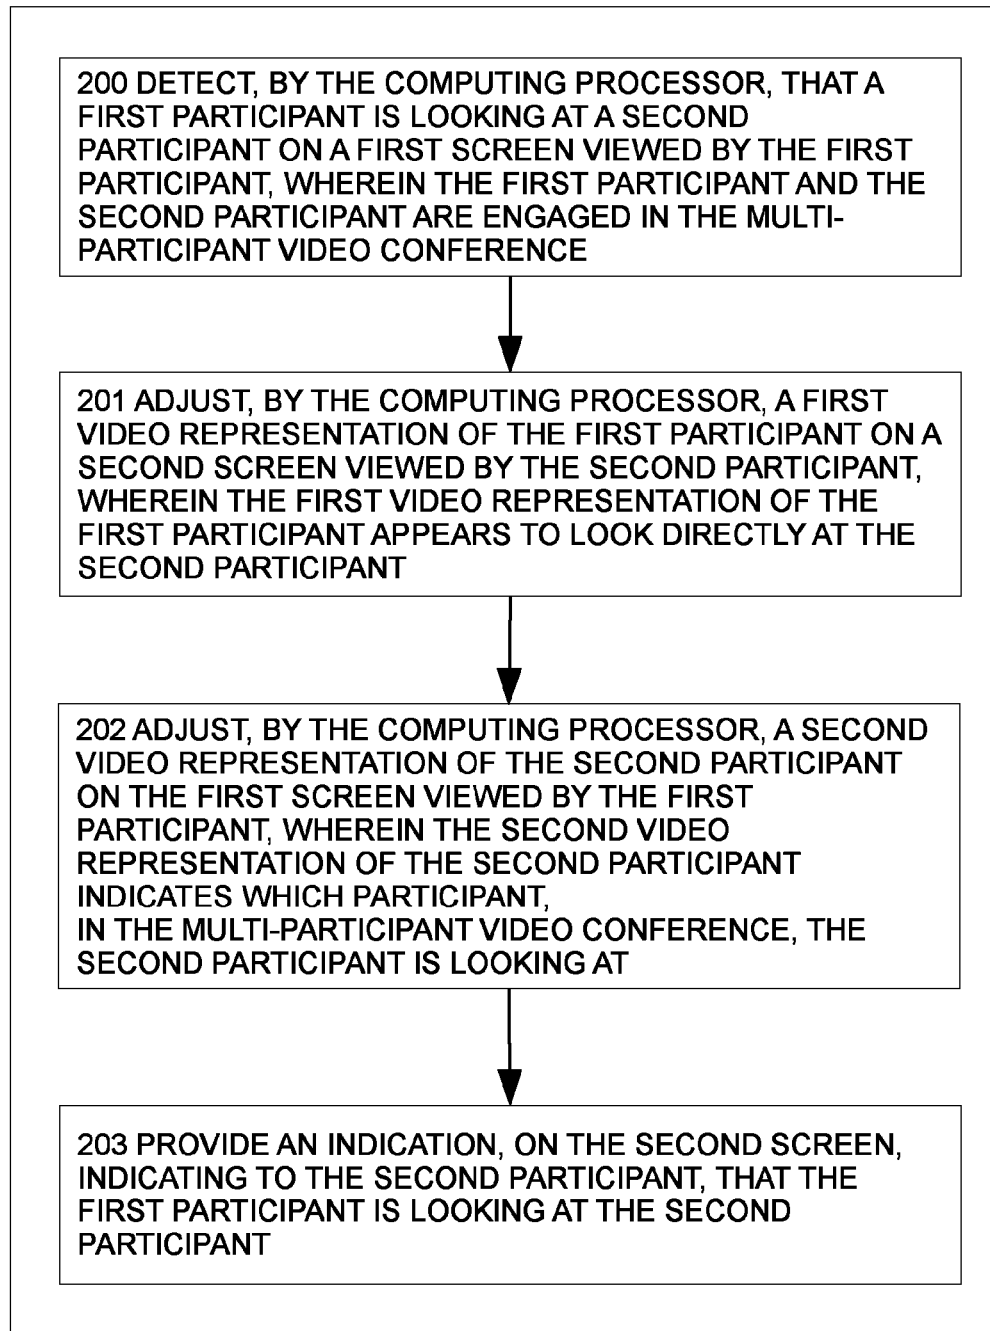 200 DETECT, BY THE COMPUTING PROCESSOR, THAT A
FIRST PARTICIPANT IS LOOKING AT A SECOND
PARTICIPANT ON A FIRST SCREEN VIEWED BY THE FIRST
PARTICIPANT, WHEREIN THE FIRST PARTICIPANT AND THE
SECOND PARTICIPANT ARE ENGAGED IN THE MULTI-
PARTICIPANT VIDEO CONFERENCE
201 ADJUST, BY THE COMPUTING PROCESSOR, A FIRST
VIDEO REPRESENTATION OF THE FIRST PARTICIPANT ON A
SECOND SCREEN VIEWED BY THE SECOND PARTICIPANT,
WHEREIN THE FIRST VIDEO REPRESENTATION OF THE
FIRST PARTICIPANT APPEARS TO LOOK DIRECTLY AT THE
SECOND PARTICIPANT
202 ADJUST, BY THE COMPUTING PROCESSOR, A SECOND
VIDEO REPRESENTATION OF THE SECOND PARTICIPANT
ON THE FIRST SCREEN VIEWED BY THE FIRST
PARTICIPANT, WHEREIN THE SECOND VIDEO
REPRESENTATION OF THE SECOND PARTICIPANT
INDICATES WHICH PARTICIPANT,
IN THE MULTI-PARTICIPANT VIDEO CONFERENCE, THE
SECOND PARTICIPANT IS LOOKING AT
203 PROVIDE AN INDICATION, ON THE SECOND SCREEN,
INDICATING TO THE SECOND PARTICIPANT, THAT THE
FIRST PARTICIPANT IS LOOKING AT THE SECOND
PARTICIPANT